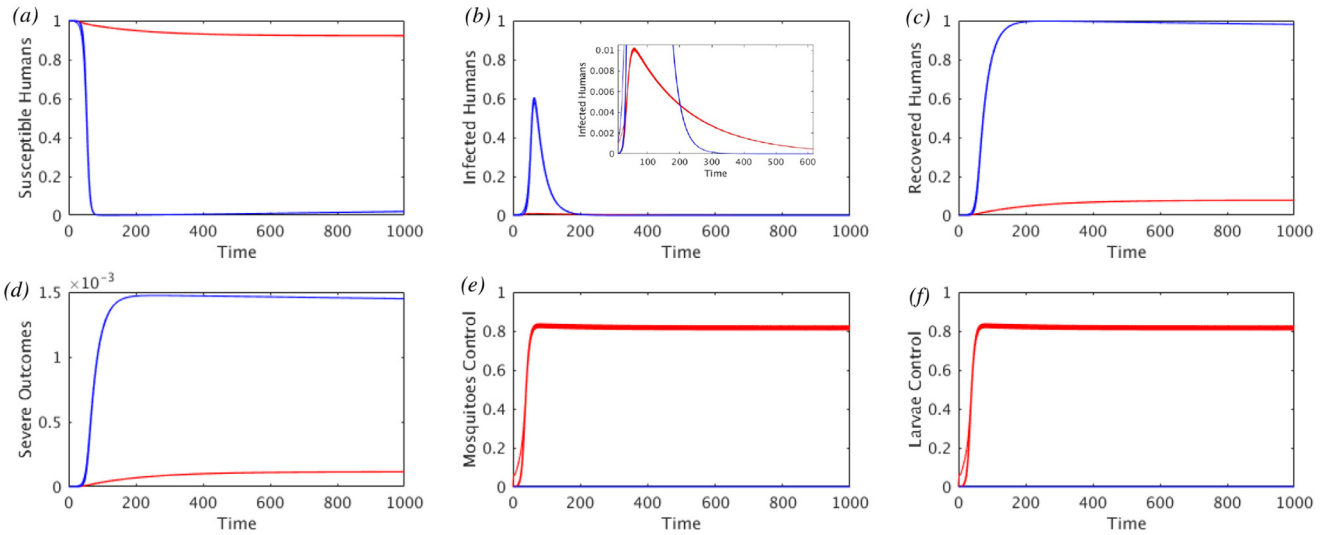 (a)
Susceptible Humans
1
0.8
0.6
0.4
0.2
0
0 200 400 600 800 1000
Time
(b)
Infected Humans
1
0.8
0.6
0.4
0.2
0
0 200 400 600 800 1000
Time
Infected Humans
0.01
0.008
0.006
0.004
0.002
0
100 200 300 400 500 600
Time
(c)
Recovered Humans
1
0.8
0.6
0.4
0.2
0
0 200 400 600 800 1000
Time
(d)
Severe Outcomes
×10⁻³
1.5
1
0.5
0
0 200 400 600 800 1000
Time
(e)
Mosquitoes Control
1
0.8
0.6
0.4
0.2
0
0 200 400 600 800 1000
Time
(f)
Larvae Control
1
0.8
0.6
0.4
0.2
0
0 200 400 600 800 1000
Time